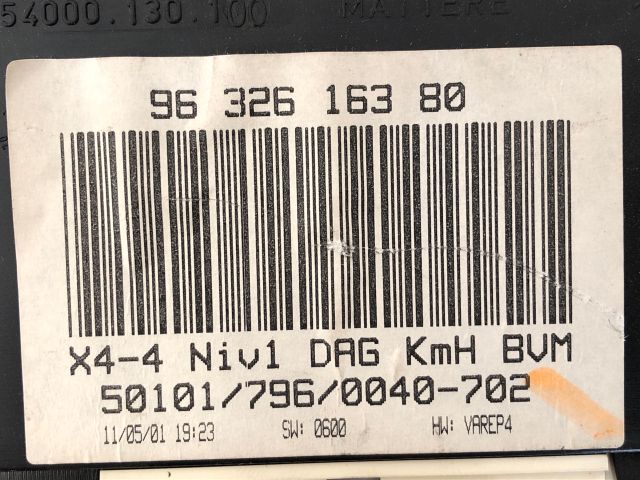 54000.130.100 MATIERE
96 326 163 80
X4-4 Niv1 DAG KmH BVM
50101/796/0040-702
11/05/01 19:23 SW: 0600 HW: VAREP4